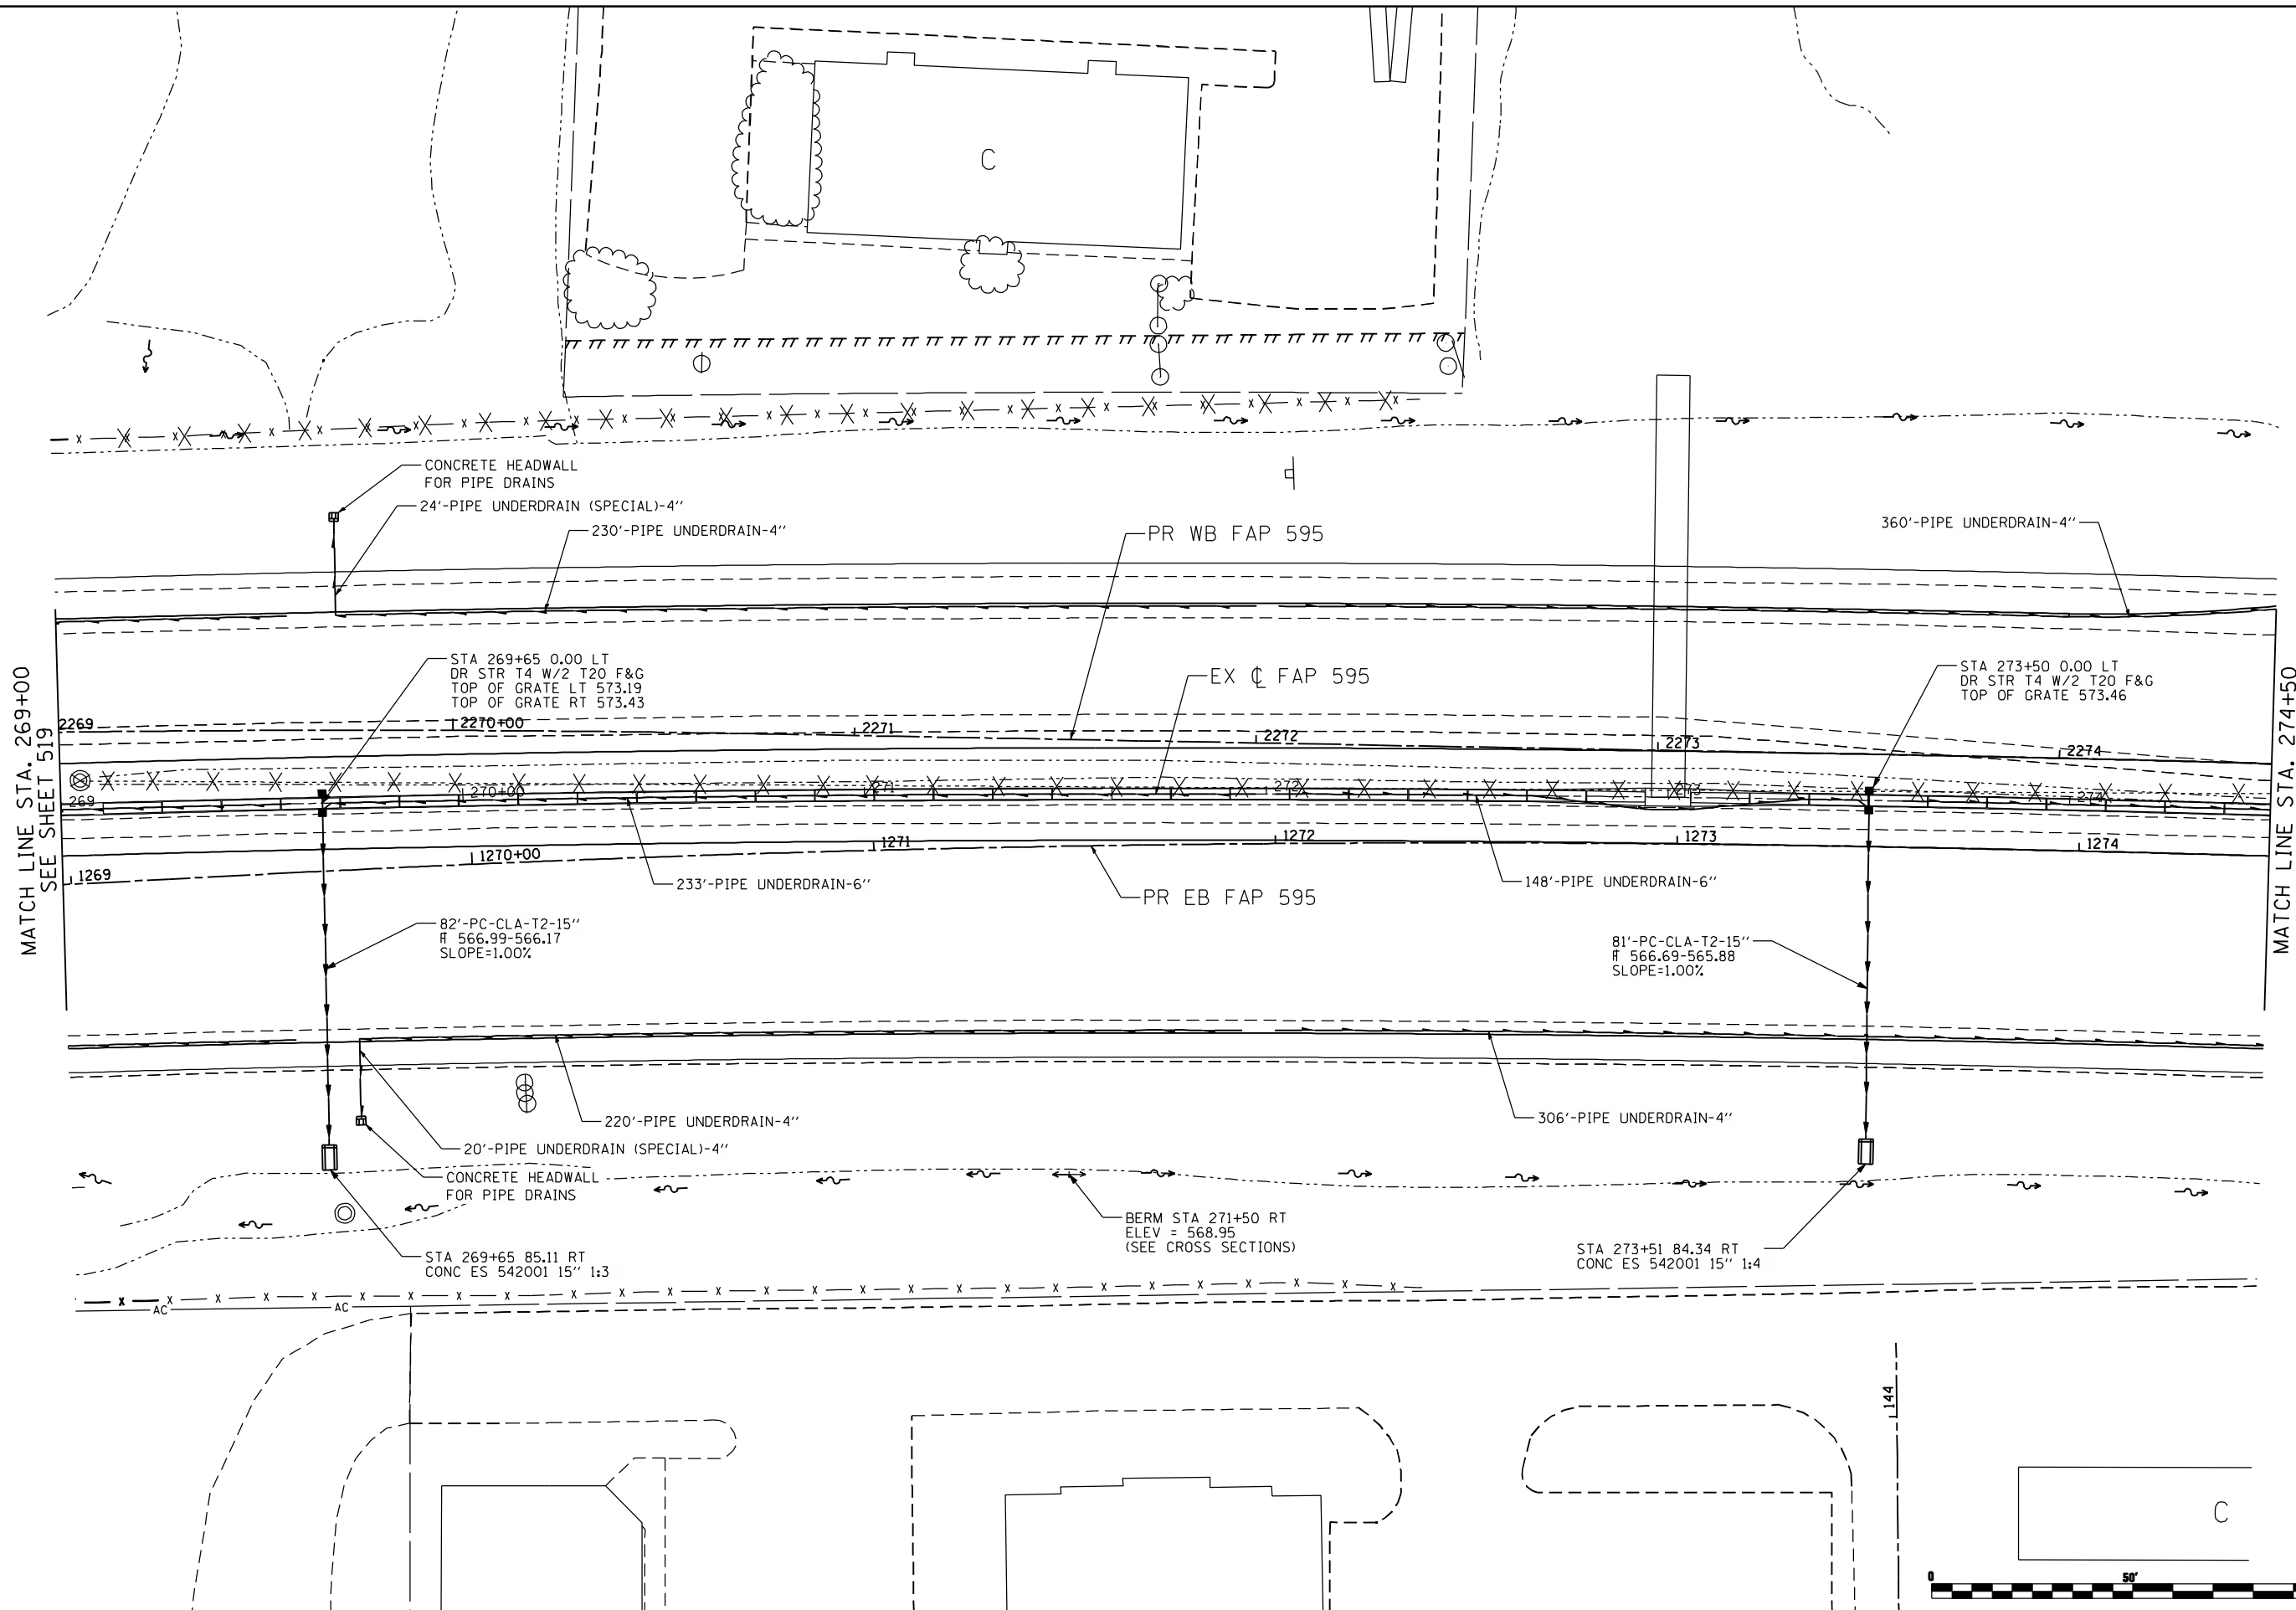 C
CONCRETE HEADWALL
FOR PIPE DRAINS
24'-PIPE UNDERDRAIN (SPECIAL)-4''
230'-PIPE UNDERDRAIN-4''
PR WB FAP 595
360'-PIPE UNDERDRAIN-4''
MATCH LINE STA. 269+00
SEE SHEET 519
STA 269+65 0.00 LT
DR STR T4 W/2 T20 F&G
TOP OF GRATE LT 573.19
TOP OF GRATE RT 573.43
EX ℄ FAP 595
STA 273+50 0.00 LT
DR STR T4 W/2 T20 F&G
TOP OF GRATE 573.46
MATCH LINE STA. 274+50
2269
2270+00
2271
2272
2273
2274
269
270+00
271
272
273
274
1269
1270+00
1271
1272
1273
1274
233'-PIPE UNDERDRAIN-6''
PR EB FAP 595
148'-PIPE UNDERDRAIN-6''
82'-PC-CLA-T2-15''
566.99-566.17
SLOPE=1.00%
81'-PC-CLA-T2-15''
566.69-565.88
SLOPE=1.00%
220'-PIPE UNDERDRAIN-4''
306'-PIPE UNDERDRAIN-4''
20'-PIPE UNDERDRAIN (SPECIAL)-4''
CONCRETE HEADWALL
FOR PIPE DRAINS
BERM STA 271+50 RT
ELEV = 568.95
(SEE CROSS SECTIONS)
STA 269+65 85.11 RT
CONC ES 542001 15'' 1:3
STA 273+51 84.34 RT
CONC ES 542001 15'' 1:4
AC
AC
144
C
0
50'